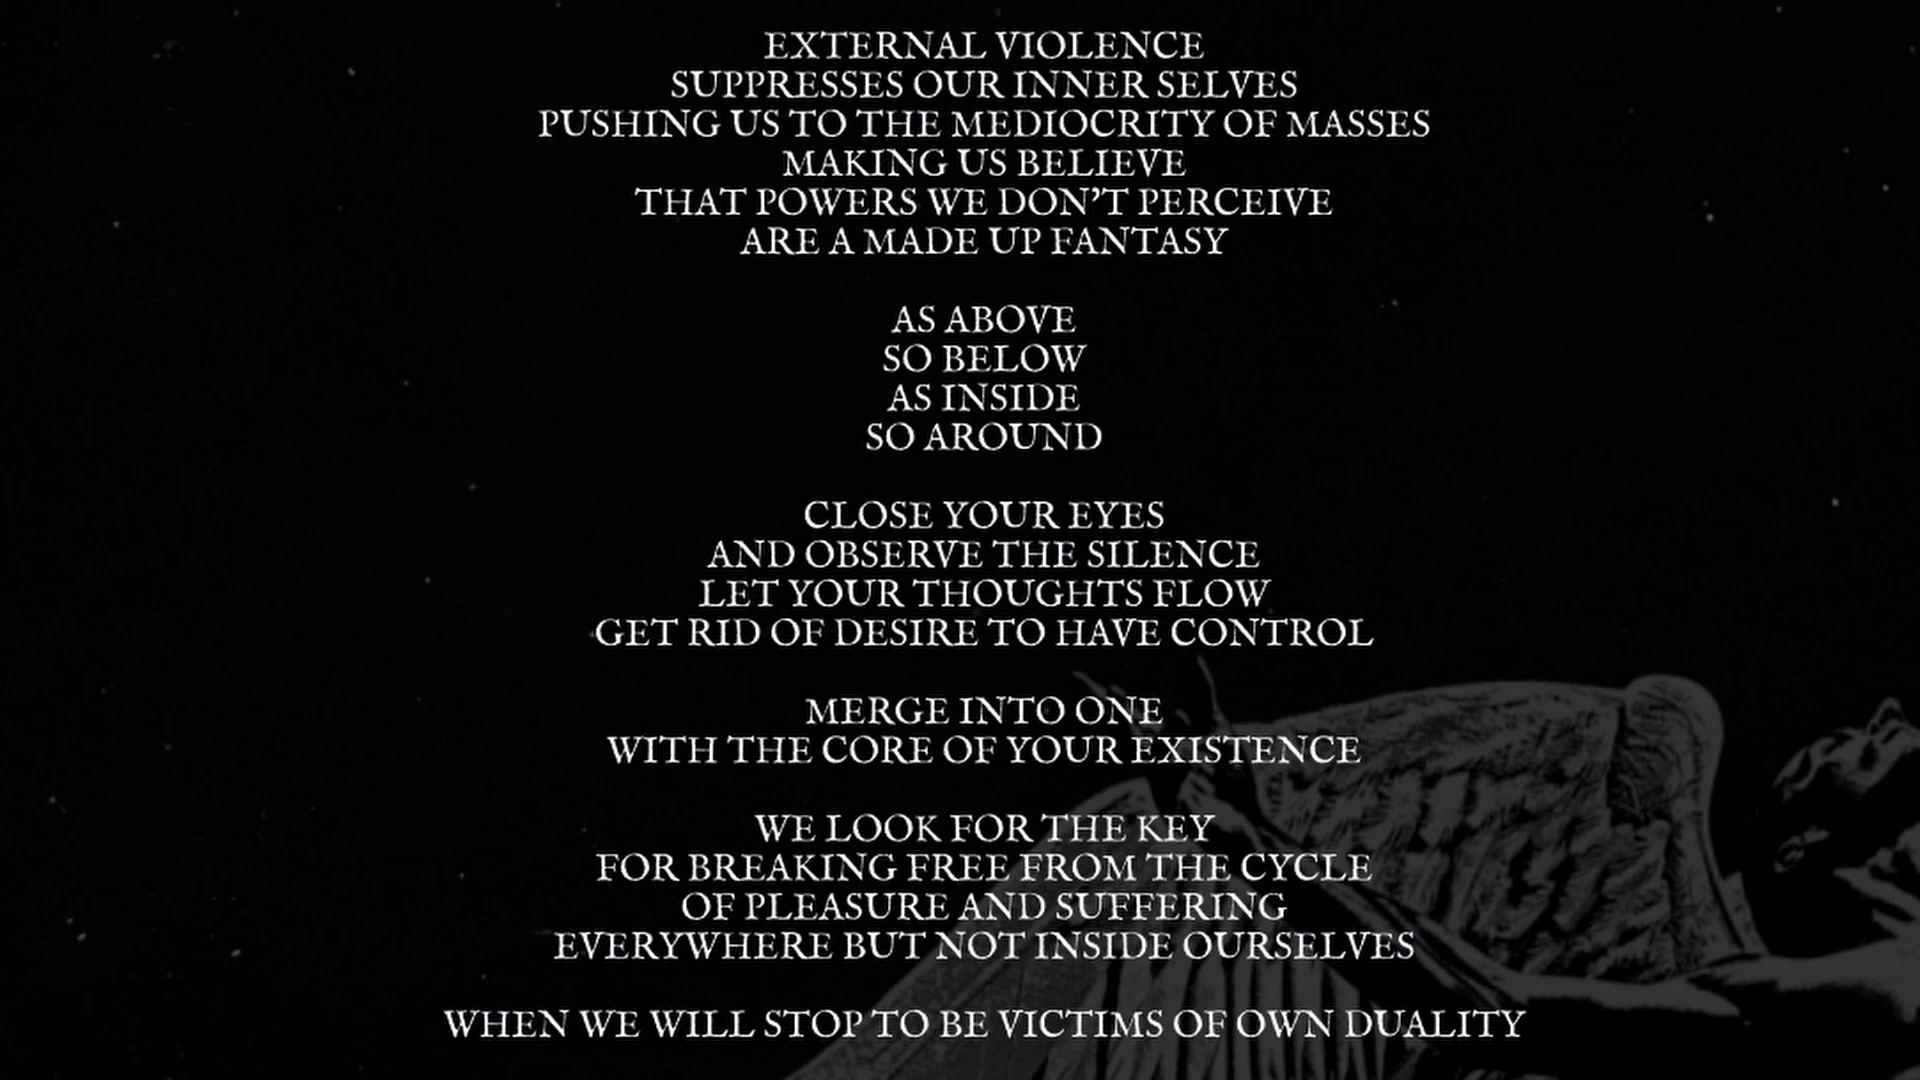 EXTERNAL VIOLENCE
SUPPRESSES OUR INNER SELVES
PUSHING US TO THE MEDIOCRITY OF MASSES
MAKING US BELIEVE
THAT POWERS WE DON'T PERCEIVE
ARE A MADE UP FANTASY
AS ABOVE
SO BELOW
AS INSIDE
SO AROUND
CLOSE YOUR EYES
AND OBSERVE THE SILENCE
LET YOUR THOUGHTS FLOW
GET RID OF DESIRE TO HAVE CONTROL
MERGE INTO ONE
WITH THE CORE OF YOUR EXISTENCE
WE LOOK FOR THE KEY
FOR BREAKING FREE FROM THE CYCLE
OF PLEASURE AND SUFFERING
EVERYWHERE BUT NOT INSIDE OURSELVES
WHEN WE WILL STOP TO BE VICTIMS OF OWN DUALITY